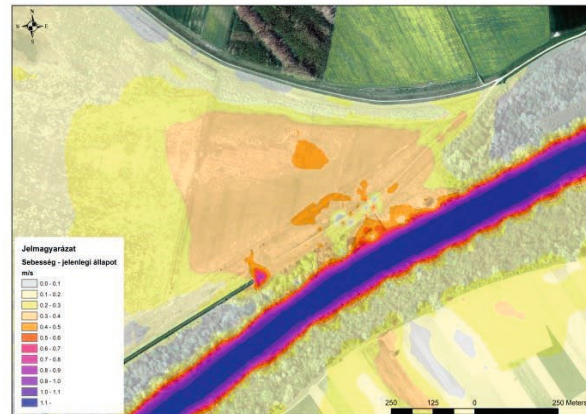 N
W E
S
Jelmagyarázat
Sebesség - jelenlegi állapot
m/s
0.0 - 0.1
0.1 - 0.2
0.2 - 0.3
0.3 - 0.4
0.4 - 0.5
0.5 - 0.6
0.6 - 0.7
0.7 - 0.8
0.8 - 0.9
0.9 - 1.0
1.0 - 1.1
1.1 -
250 125 0 250 Meters